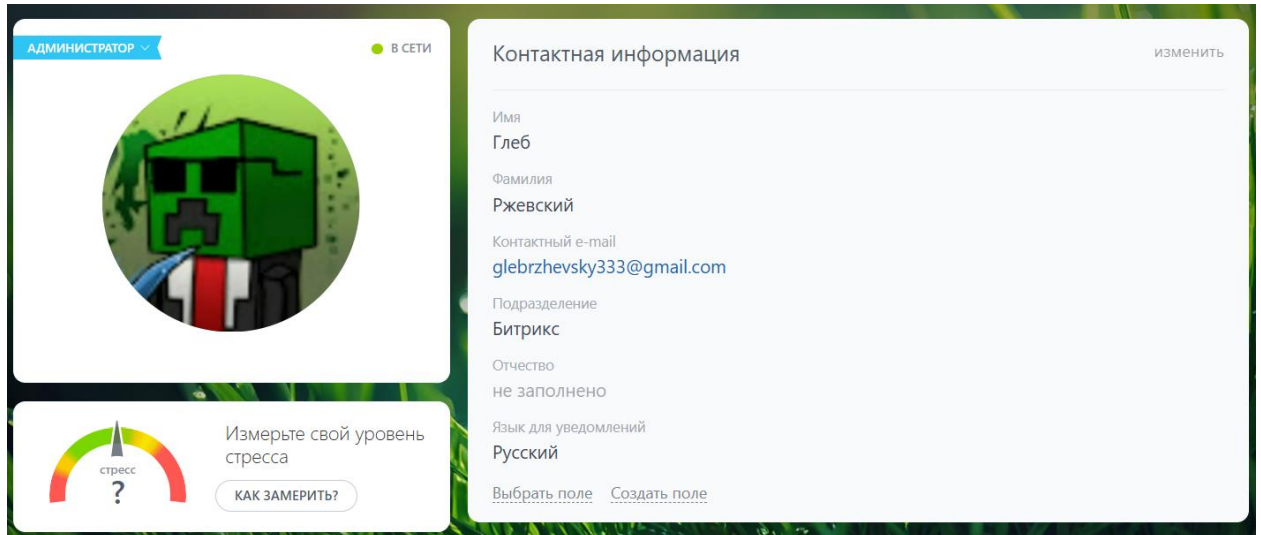 АДМИНИСТРАТОР
В СЕТИ
Контактная информация
изменить
Имя
Глеб
Фамилия
Ржевский
Контактный e-mail
glebrzhevsky333@gmail.com
Подразделение
Битрикс
Отчество
не заполнено
Язык для уведомлений
Русский
Выбрать поле Создать поле
стресс
?
Измерьте свой уровень
стресса
КАК ЗАМЕРИТЬ?